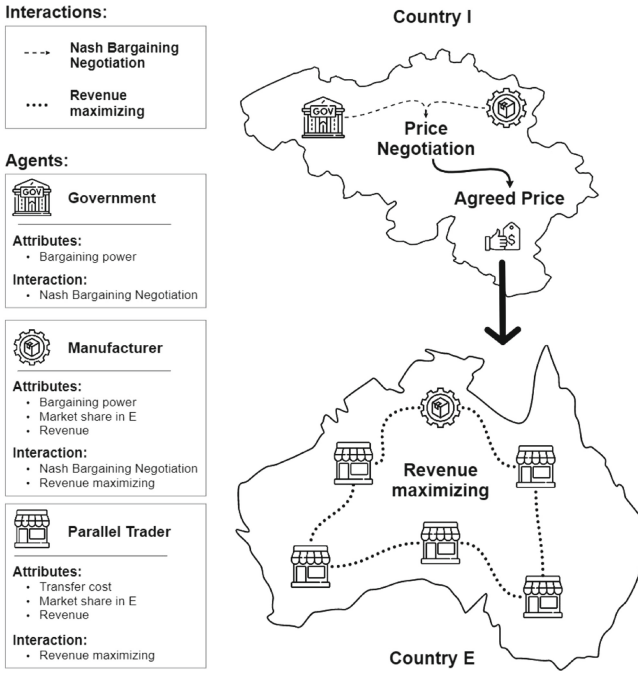 Interactions:
Nash Bargaining
Negotiation
Revenue
maximizing
Agents:
GOV
Government
Attributes:
• Bargaining power
Interaction:
• Nash Bargaining Negotiation
Manufacturer
Attributes:
• Bargaining power
• Market share in E
• Revenue
Interaction:
• Nash Bargaining Negotiation
• Revenue maximizing
Parallel Trader
Attributes:
• Transfer cost
• Market share in E
• Revenue
Interaction:
• Revenue maximizing
Country I
GOV
Price
Negotiation
Agreed Price
$
Revenue
maximizing
Country E